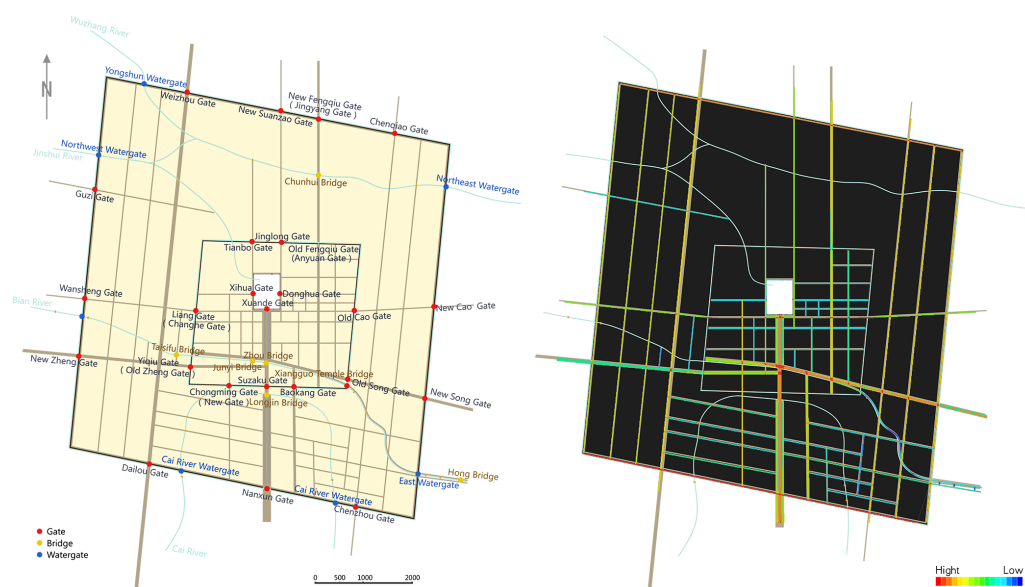 Wuzhang River
Yongshun Watergate
Weizhou Gate
N
New Fengqiu Gate
( Jingyang Gate )
New Suanzao Gate
Chenqiao Gate
Northwest Watergate
Jinshui River
Chunhui Bridge
Northeast Watergate
Guzi Gate
Jinglong Gate
Tianbo Gate
Old Fengqiu Gate
(Anyuan Gate )
Xihua Gate
Donghua Gate
Wansheng Gate
Bian River
Xuande Gate
New Cao Gate
Liang Gate
( Changhe Gate )
Old Cao Gate
Taisifu Bridge
Zhou Bridge
New Zheng Gate
Yiqiu Gate
( Old Zheng Gate )
Junyi Bridge
Xiangguo Temple Bridge
Suzaku Gate
Old Song Gate
Chongming Gate
( New Gate )
Baokang Gate
Longjin Bridge
New Song Gate
Dailou Gate
Cai River Watergate
Hong Bridge
East Watergate
Nanxun Gate
Cai River Watergate
Chenzhou Gate
Cai River
Gate
Bridge
Watergate
0 500 1000 2000
Hight Low